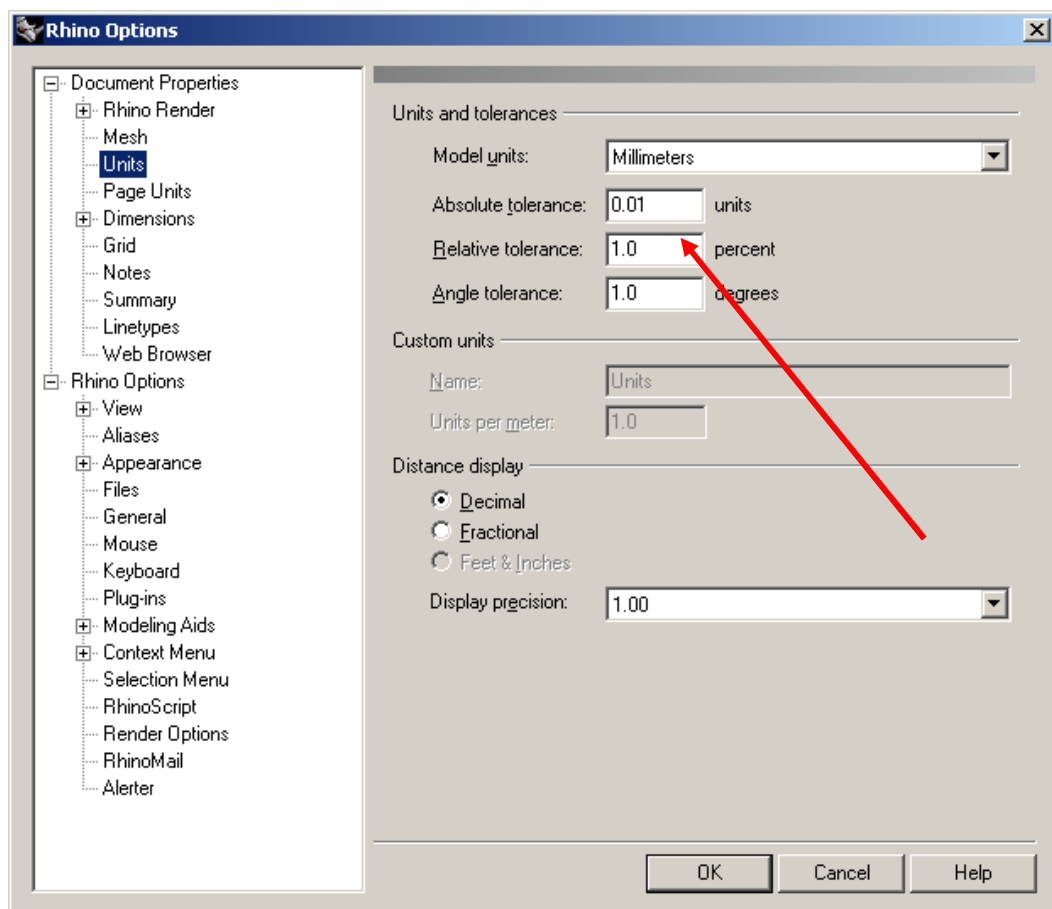 Rhino Options
Document Properties
Rhino Render
Mesh
Units
Page Units
Dimensions
Grid
Notes
Summary
Linetypes
Web Browser
Rhino Options
View
Aliases
Appearance
Files
General
Mouse
Keyboard
Plug-ins
Modeling Aids
Context Menu
Selection Menu
RhinoScript
Render Options
RhinoMail
Alerter
Units and tolerances
Model units: Millimeters
Absolute tolerance: 0.01 units
Relative tolerance: 1.0 percent
Angle tolerance: 1.0 degrees
Custom units
Name: Units
Units per meter: 1.0
Distance display
Decimal
Fractional
Feet & Inches
Display precision: 1.00
OK Cancel Help